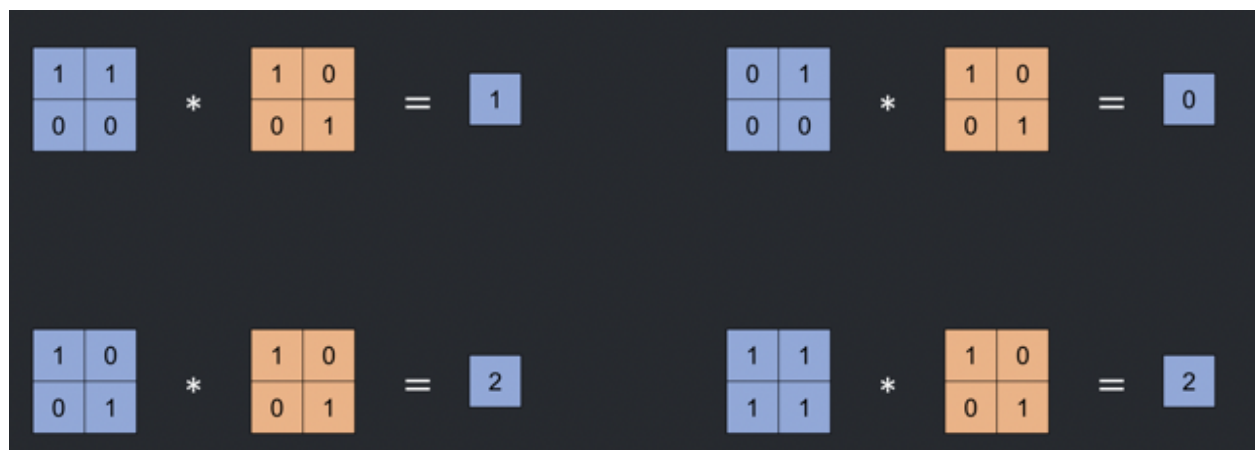 1 1 1 0 0 1 1 0
0 0 * 0 1 = 1 0 0 * 0 1 = 0
1 0 1 0 1 1 1 0
0 1 * 0 1 = 2 1 1 * 0 1 = 2